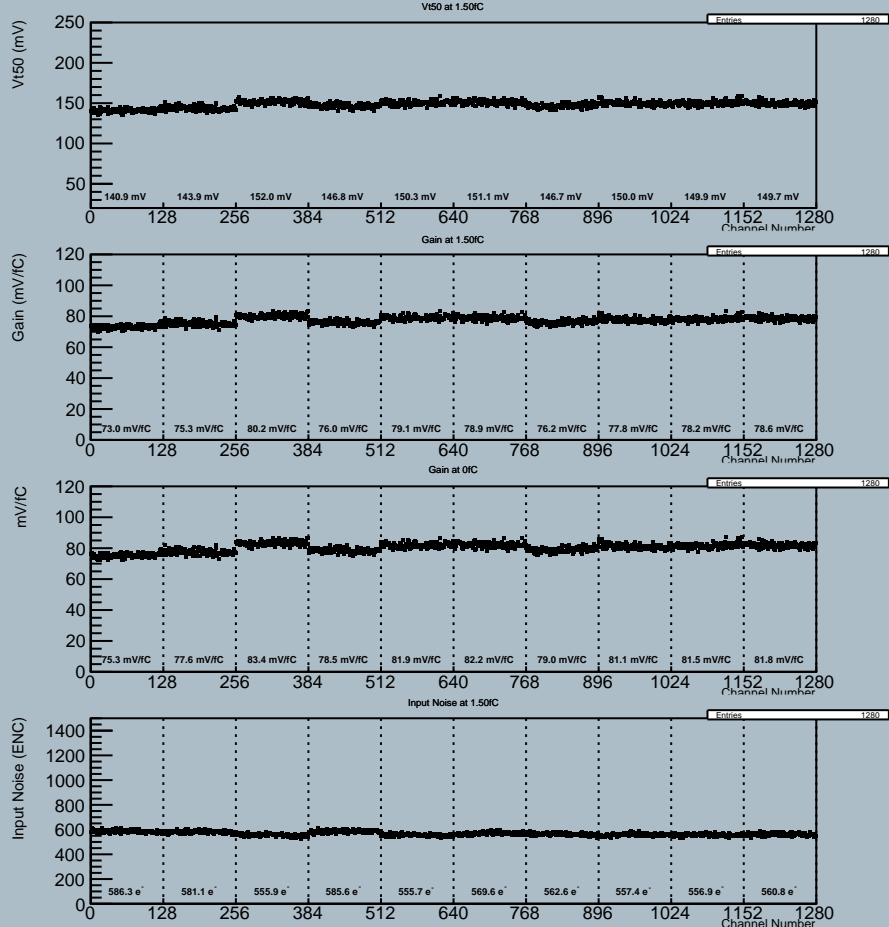 Vt50 at 1.50fC
Entries 1280
Vt50 (mV)
250
200
150
100
50
140.9 mV 143.9 mV 152.0 mV 146.8 mV 150.3 mV 151.1 mV 146.7 mV 150.0 mV 149.9 mV 149.7 mV
0 128 256 384 512 640 768 896 1024 1152 1280
Channel Number
Gain at 1.50fC
Entries 1280
Gain (mV/fC)
120
100
80
60
40
20
0
73.0 mV/fC 75.3 mV/fC 80.2 mV/fC 76.0 mV/fC 79.1 mV/fC 78.9 mV/fC 76.2 mV/fC 77.8 mV/fC 78.2 mV/fC 78.6 mV/fC
0 128 256 384 512 640 768 896 1024 1152 1280
Channel Number
Gain at 0fC
Entries 1280
mV/fC
120
100
80
60
40
20
0
75.3 mV/fC 77.6 mV/fC 83.4 mV/fC 78.5 mV/fC 81.9 mV/fC 82.2 mV/fC 79.0 mV/fC 81.1 mV/fC 81.5 mV/fC 81.8 mV/fC
0 128 256 384 512 640 768 896 1024 1152 1280
Channel Number
Input Noise at 1.50fC
Entries 1280
Input Noise (ENC)
1400
1200
1000
800
600
400
200
0
586.3 e⁻ 581.1 e⁻ 555.9 e⁻ 585.6 e⁻ 555.7 e⁻ 569.6 e⁻ 562.6 e⁻ 557.4 e⁻ 556.9 e⁻ 560.8 e⁻
0 128 256 384 512 640 768 896 1024 1152 1280
Channel Number